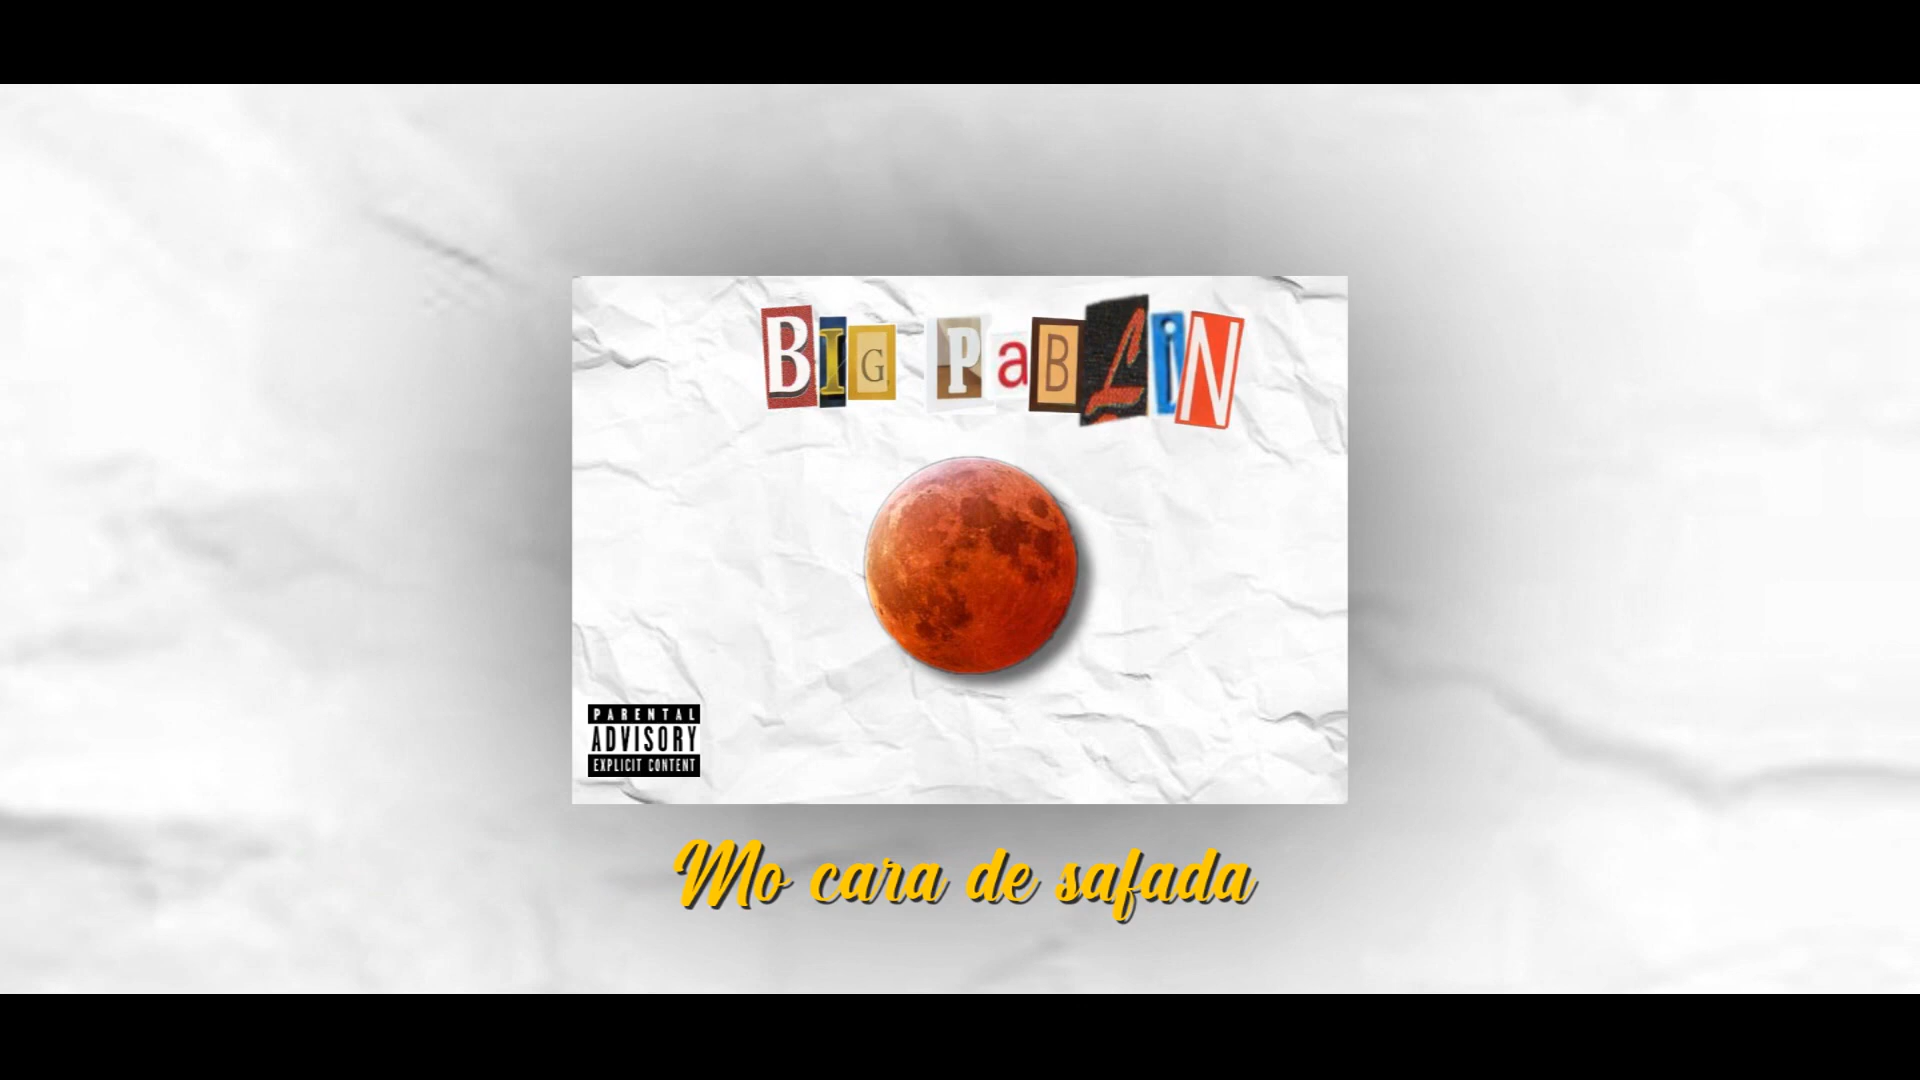 BIG PaBLiN
PARENTAL
ADVISORY
EXPLICIT CONTENT
Mo cara de safada